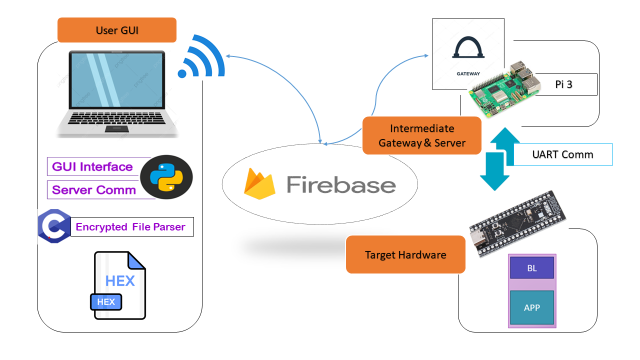 User GUI
GUI Interface
Server Comm
C
Encrypted File Parser
HEX
HEX
Firebase
GATEWAY
Pi 3
Intermediate
Gateway & Server
UART Comm
Target Hardware
BL
APP